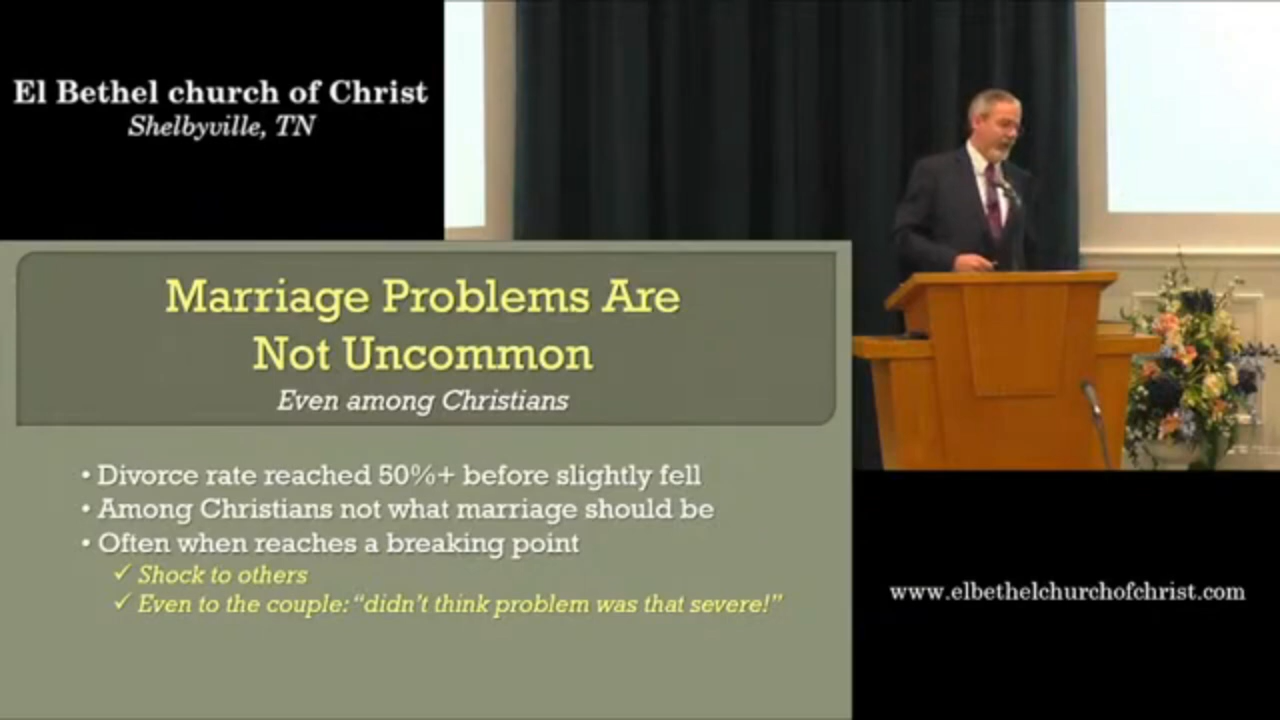 El Bethel church of Christ
Shelbyville, TN
Marriage Problems Are
Not Uncommon
Even among Christians
• Divorce rate reached 50%+ before slightly fell
• Among Christians not what marriage should be
• Often when reaches a breaking point
✓ Shock to others
✓ Even to the couple: “didn’t think problem was that severe!”
www.elbethelchurchofchrist.com